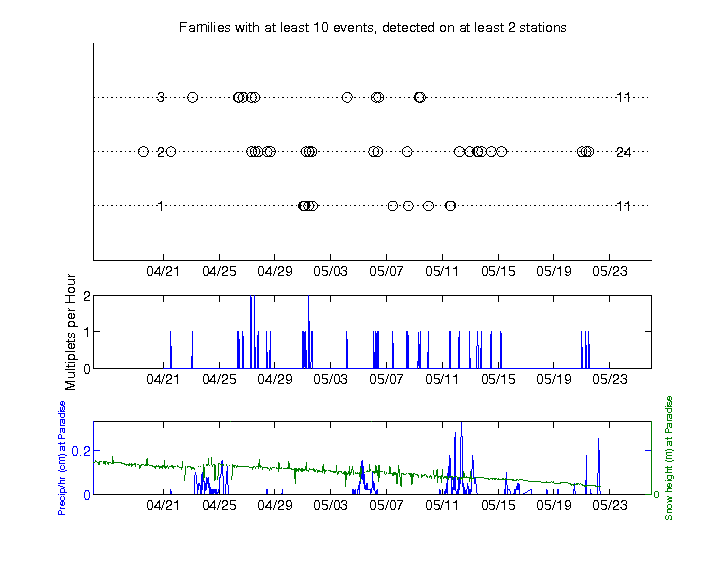 Families with at least 10 events, detected on at least 2 stations
3 11
2 24
1 11
04/21 04/25 04/29 05/03 05/07 05/11 05/15 05/19 05/23
Multiplets per Hour
2
1
0
04/21 04/25 04/29 05/03 05/07 05/11 05/15 05/19 05/23
Precip/hr (cm) at Paradise
0.2
0
0
Snow height (m) at Paradise
04/21 04/25 04/29 05/03 05/07 05/11 05/15 05/19 05/23